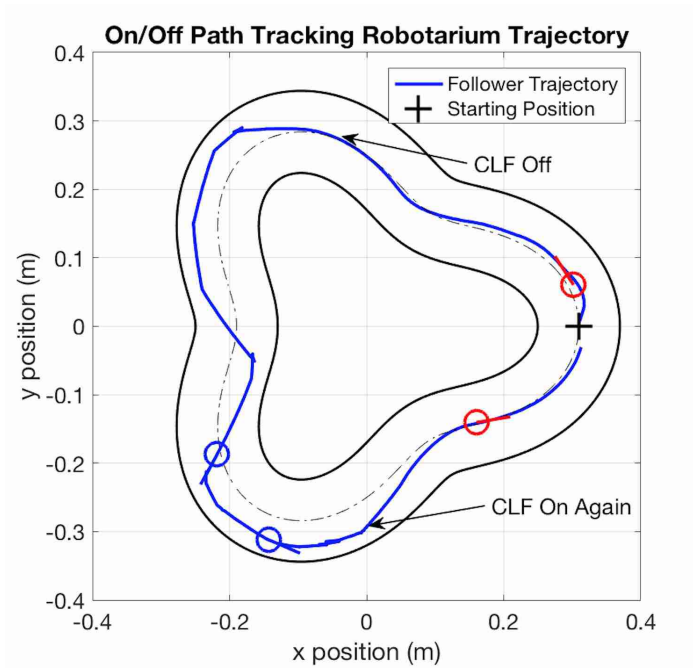 On/Off Path Tracking Robotarium Trajectory
0.4
Follower Trajectory
Starting Position
0.3
CLF Off
0.2
0.1
0
-0.1
-0.2
CLF On Again
-0.3
-0.4
-0.4
-0.2
0
0.2
0.4
y position (m)
x position (m)